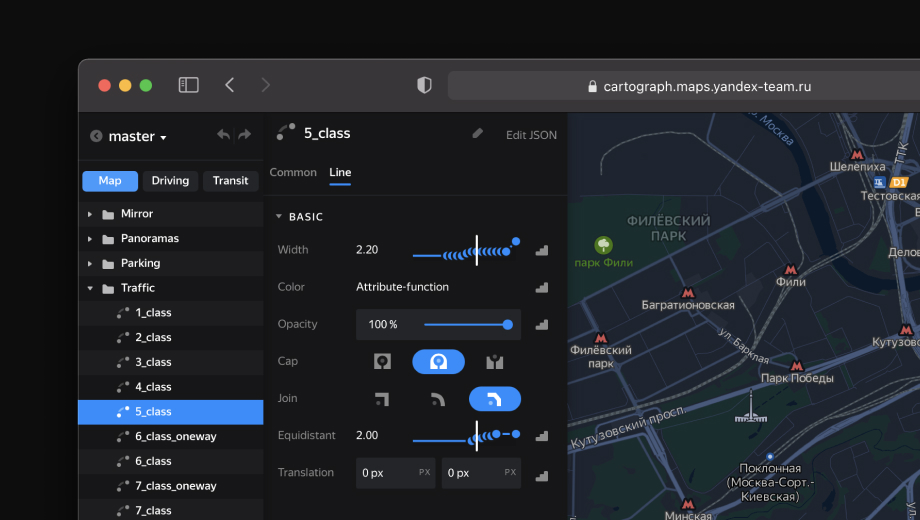 cartograph.maps.yandex-team.ru
master
5_class
Edit JSON
Map
Driving
Transit
Common
Line
Mirror
Panoramas
Parking
Traffic
1_class
2_class
3_class
4_class
5_class
6_class_oneway
6_class
7_class_oneway
7_class
BASIC
Width
2.20
Color
Attribute-function
Opacity
100 %
Cap
Join
Equidistant
2.00
Translation
0 px
PX
0 px
PX
р. Москва
ТТК
Шелепиха
D1
Тестовская
ФИЛЁВСКИЙ
ПАРК
парк Фили
Делов
Фили
Багратионовская
ул. Барклая
Кутузово
Филёвский
парк
Парк Победы
Кутузовский просп.
Поклонная
(Москва-Сорт.-
Киевская)
Минская